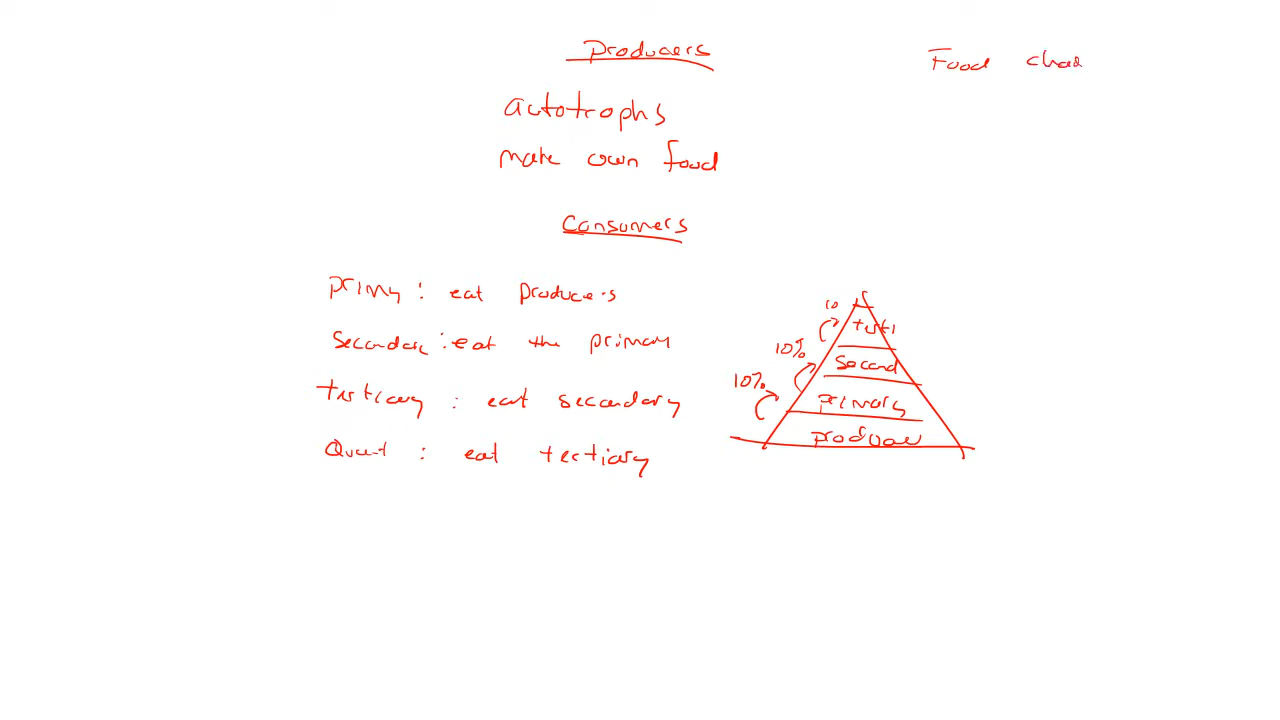 Producers
Food chai
autotrophs
make own food
Consumers
primy : eat producers
Secondary : eat the primary
tertiary : eat secondary
Quat : eat tertiary
10
terti
10%
Second
10%
primary
producer